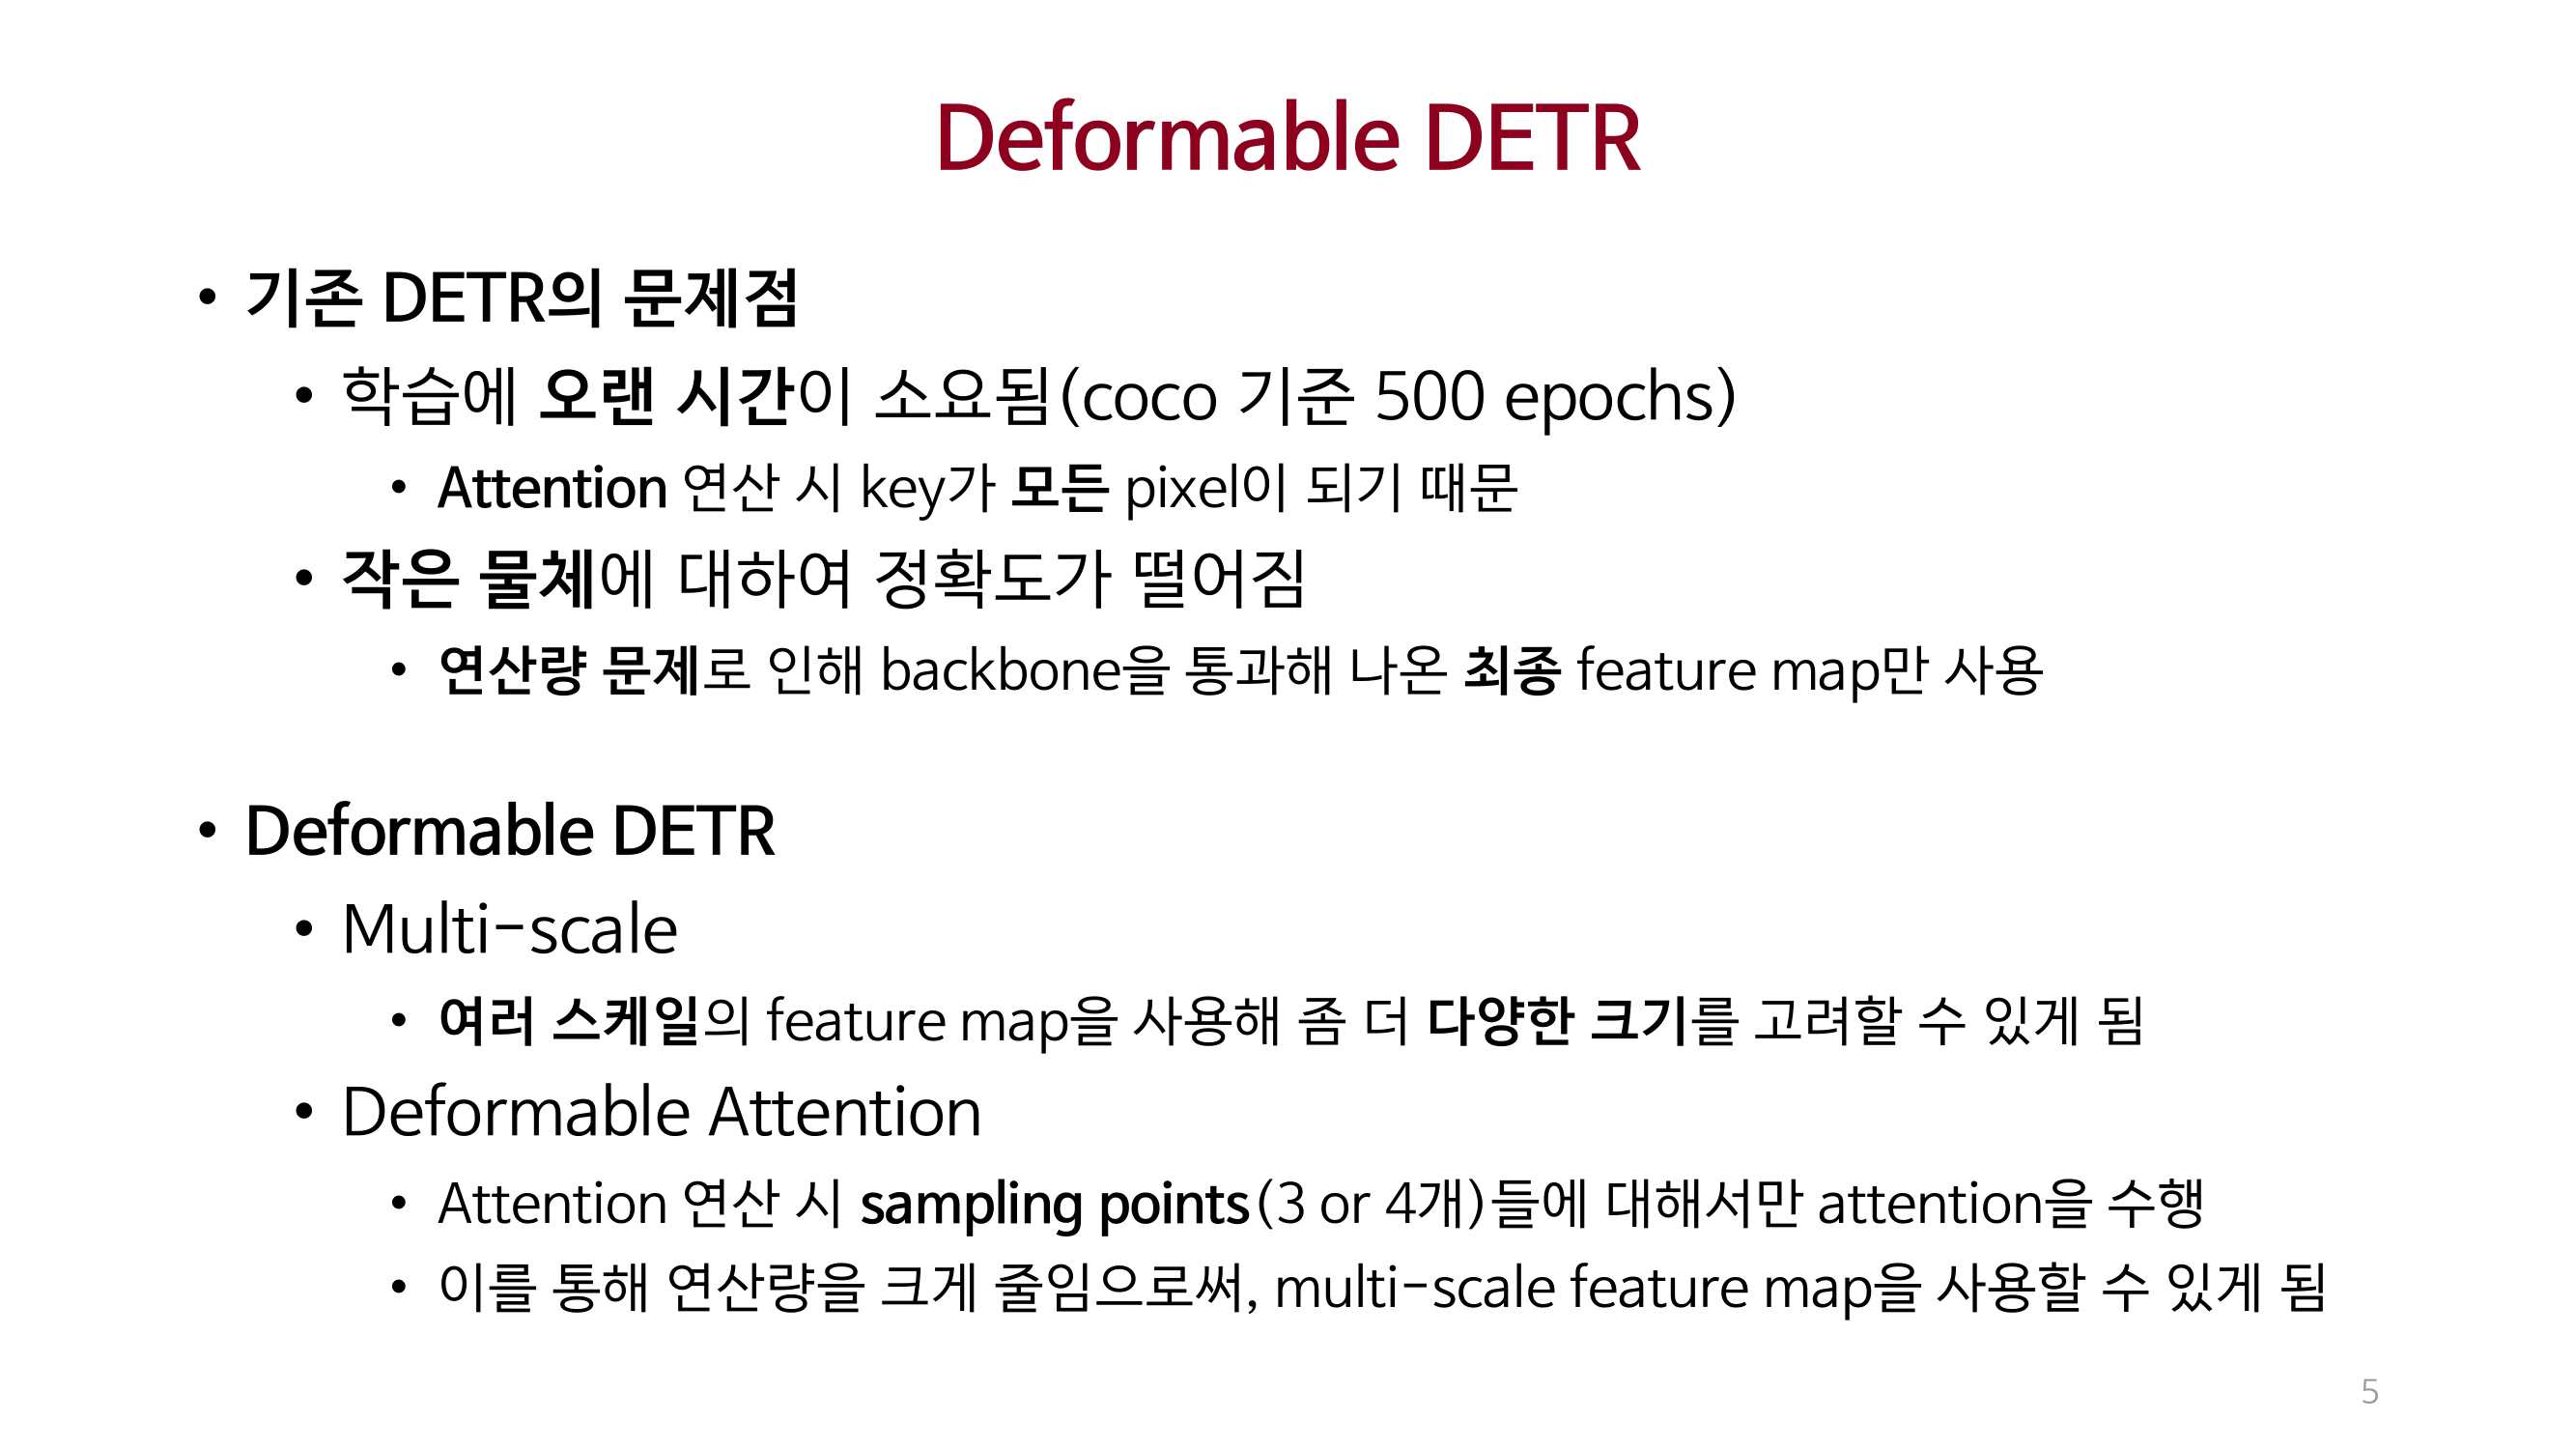 Deformable DETR
• 기존 DETR의 문제점
• 학습에 오랜 시간이 소요됨(coco 기준 500 epochs)
• Attention 연산 시 key가 모든 pixel이 되기 때문
• 작은 물체에 대하여 정확도가 떨어짐
• 연산량 문제로 인해 backbone을 통과해 나온 최종 feature map만 사용
• Deformable DETR
• Multi-scale
• 여러 스케일의 feature map을 사용해 좀 더 다양한 크기를 고려할 수 있게 됨
• Deformable Attention
• Attention 연산 시 sampling points(3 or 4개)들에 대해서만 attention을 수행
• 이를 통해 연산량을 크게 줄임으로써, multi-scale feature map을 사용할 수 있게 됨
5